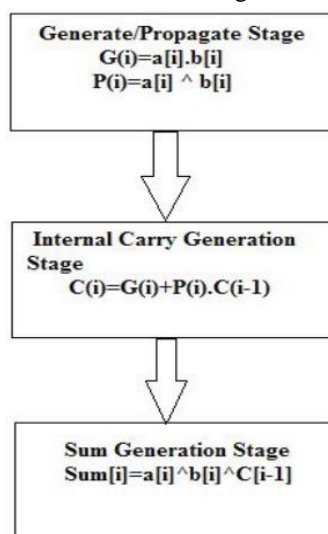 Generate/Propagate Stage
G(i)=a[i].b[i]
P(i)=a[i] ^ b[i]
Internal Carry Generation
Stage
C(i)=G(i)+P(i).C(i-1)
Sum Generation Stage
Sum[i]=a[i]^b[i]^C[i-1]